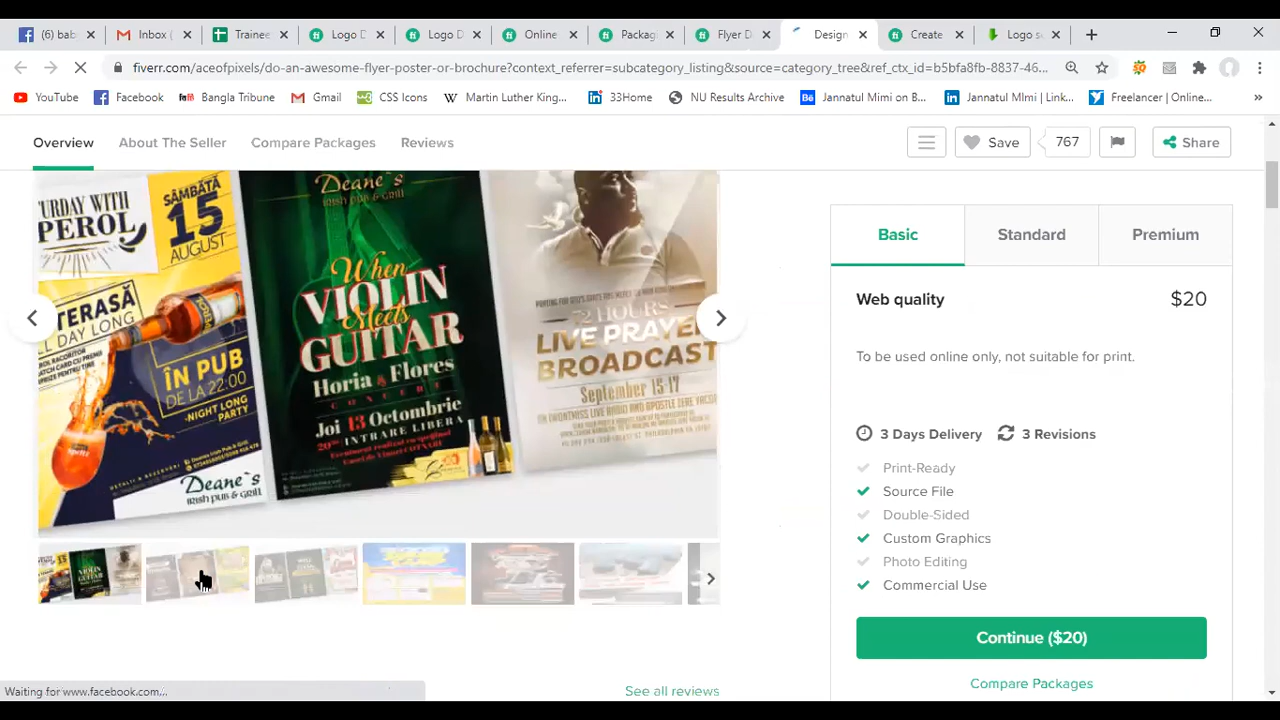 (6) bab
Inbox (
Trainee
Logo D
Logo D
Online
Packag
Flyer D
Design
Create
Logo s
fiverr.com/aceofpixels/do-an-awesome-flyer-poster-or-brochure?context_referrer=subcategory_listing&source=category_tree&ref_ctx_id=b5bfa8fb-8837-46...
YouTube
Facebook
Bangla Tribune
Gmail
CSS Icons
Martin Luther King...
33Home
NU Results Archive
Jannatul Mimi on B...
Jannatul MImi | Link...
Freelancer | Online...
»
Overview
About The Seller
Compare Packages
Reviews
Save
767
Share
URDAY WITH
PEROL
SÂMBĂTĂ
15
AUGUST
TERASĂ
DAY LONG
ÎN PUB
DE LA 22:00
-NIGHT LONG
PARTY
Deane`s
IRISH PUB & GRILL
Deane`s
IRISH PUB & GRILL
When
VIOLIN
Meets
GUITAR
Horia & Flores
CONCERT
Joi 13 Octombrie
INTRARE LIBERA
2 HOURS
LIVE PRAYER
BROADCAST
September 15-17
Basic
Standard
Premium
Web quality
$20
To be used online only, not suitable for print.
3 Days Delivery
3 Revisions
Print-Ready
Source File
Double-Sided
Custom Graphics
Photo Editing
Commercial Use
Continue ($20)
Compare Packages
See all reviews
Waiting for www.facebook.com...